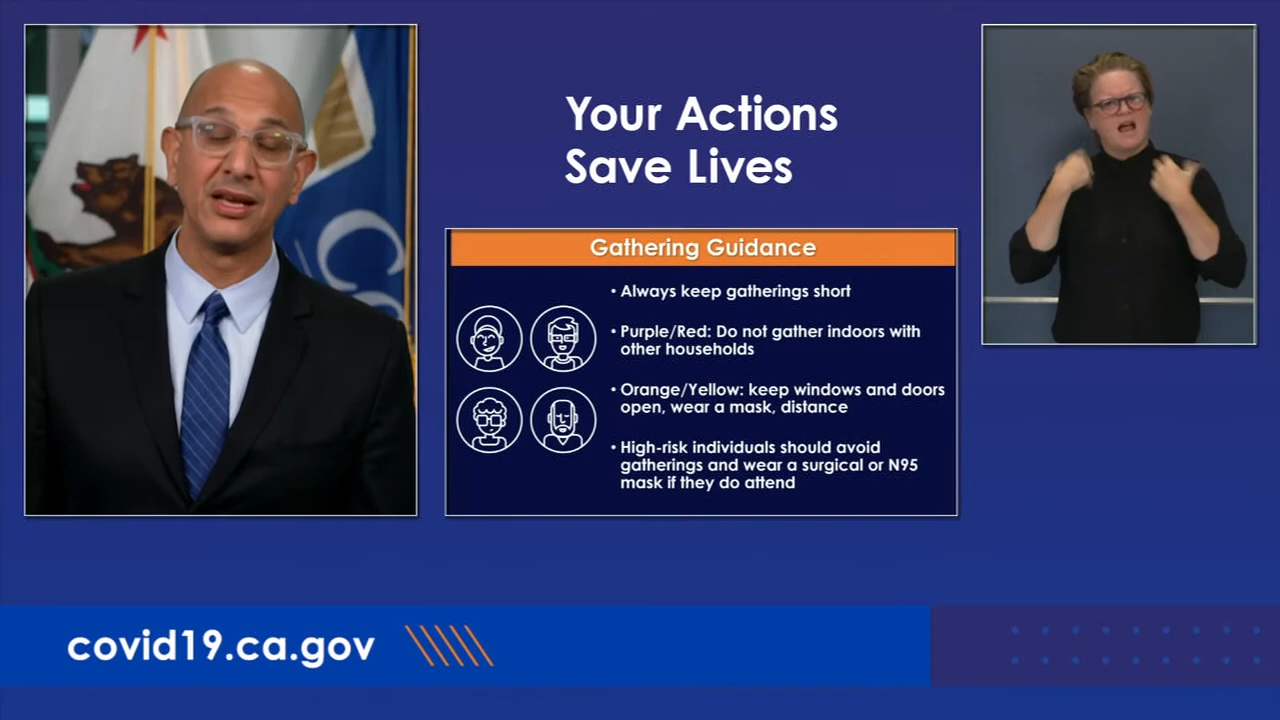 Your Actions
Save Lives
Gathering Guidance
• Always keep gatherings short
• Purple/Red: Do not gather indoors with
other households
• Orange/Yellow: keep windows and doors
open, wear a mask, distance
• High-risk individuals should avoid
gatherings and wear a surgical or N95
mask if they do attend
covid19.ca.gov